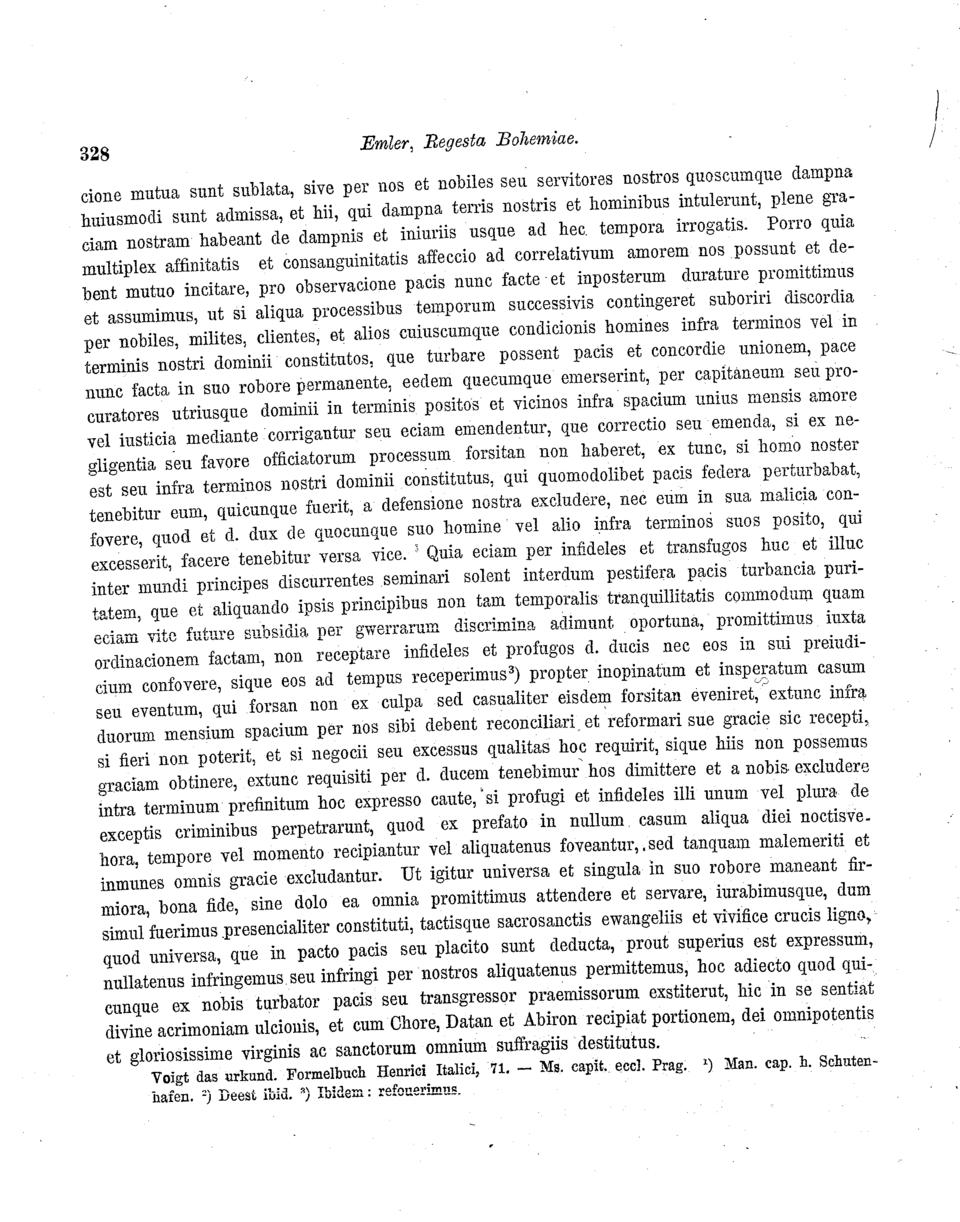 328
Emler, Regesta Bohemiae.
cione mutua sunt sublata, sive per nos et nobiles seu servitores nostros quoscumque dampna
huiusmodi sunt admissa, et hii, qui dampna terris nostris et hominibus intulerunt, plene gra-
ciam nostram habeant de dampnis et iniuriis usque ad hec tempora irrogatis. Porro quia
multiplex affinitatis et consanguinitatis affeccio ad correlativum amorem nos possunt et de-
bent mutuo incitare, pro observacione pacis nunc facte et inposterum durature promittimus
et assumimus, ut si aliqua processibus temporum successivis contingeret suboriri discordia
per nobiles, milites, clientes, et alios cuiuscumque condicionis homines infra terminos vel in
terminis nostri dominii constitutos, que turbare possent pacis et concordie unionem, pace
nunc facta in suo robore permanente, eedem quecumque emerserint, per capitaneum seu pro-
curatores utriusque dominii in terminis positos et vicinos infra spacium unius mensis amore
vel iusticia mediante corrigantur seu eciam emendentur, que correctio seu emenda, si ex ne-
gligentia seu favore officiatorum processum forsitan non haberet, ex tunc, si homo noster
est seu infra terminos nostri dominii constitutus, qui quomodolibet pacis federa perturbabat,
tenebitur eum, quicunque fuerit, a defensione nostra excludere, nec eum in sua malicia con-
fovere, quod et d. dux de quocunque suo homine vel alio infra terminos suos posito, qui
excesserit, facere tenebitur versa vice. Quia eciam per infideles et transfugos huc et illuc
inter mundi principes discurrentes seminari solent interdum pestifera pacis turbancia puri-
tatem, que et aliquando ipsis principibus non tam temporalis tranquillitatis commodum quam
eciam vite future subsidia per gwerrarum discrimina adimunt oportuna, promittimus iuxta
ordinacionem factam, non receptare infideles et profugos d. ducis nec eos in sui preiudi-
cium confovere, sique eos ad tempus receperimus³) propter inopinatum et insperatum casum
seu eventum, qui forsan non ex culpa sed casualiter eisdem forsitan eveniret, extunc infra
duorum mensium spacium per nos sibi debent reconciliari et reformari sue gracie sic recepti,
si fieri non poterit, et si negocii seu excessus qualitas hoc requirit, sique hiis non possemus
graciam obtinere, extunc requisiti per d. ducem tenebimur hos dimittere et a nobis excludere
intra terminum prefinitum hoc expresso caute, si profugi et infideles illi unum vel plura de
exceptis criminibus perpetrarunt, quod ex prefato in nullum casum aliqua diei noctisve
hora, tempore vel momento recipiantur vel aliquatenus foveantur, sed tanquam malemeriti et
inmunes omnis gracie excludantur. Ut igitur universa et singula in suo robore maneant fir-
miora, bona fide, sine dolo ea omnia promittimus attendere et servare, iurabimusque, dum
simul fuerimus presencialiter constituti, tactisque sacrosanctis ewangeliis et vivifice crucis ligno,
quod universa, que in pacto pacis seu placito sunt deducta, prout superius est expressum,
nullatenus infringemus seu infringi per nostros aliquatenus permittemus, hoc adiecto quod qui-
cunque ex nobis turbator pacis seu transgressor praemissorum exstiterut, hic in se sentiat
divine acrimoniam ulcionis, et cum Chore, Datan et Abiron recipiat portionem, dei omnipotentis
et gloriosissime virginis ac sanctorum omnium suffragiis destitutus.
Voigt das urkund. Formelbuch Henrici Italici, 71. — Ms. capit. eccl. Prag. ¹) Man. cap. h. Schuten-
hafen. ²) Deest ibid. ³) Ibidem: refouerimus.